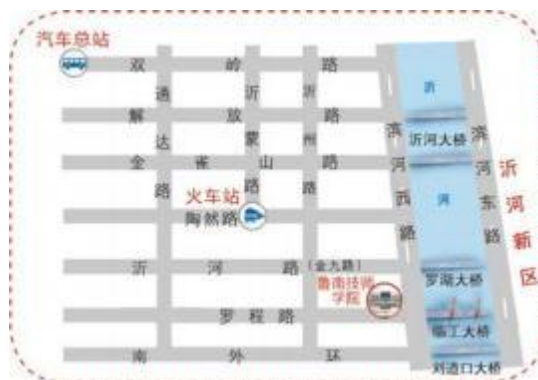 汽车总站
双岭路
解放路
金雀山路
火车站
陶然路
沂河路(金九路)
鲁南技师
学院
罗程路
南外环
通达路
沂蒙路
沂州路
滨河西路
沂河
滨河东路
沂河大桥
罗湖大桥
临工大桥
刘道口大桥
沂河新区